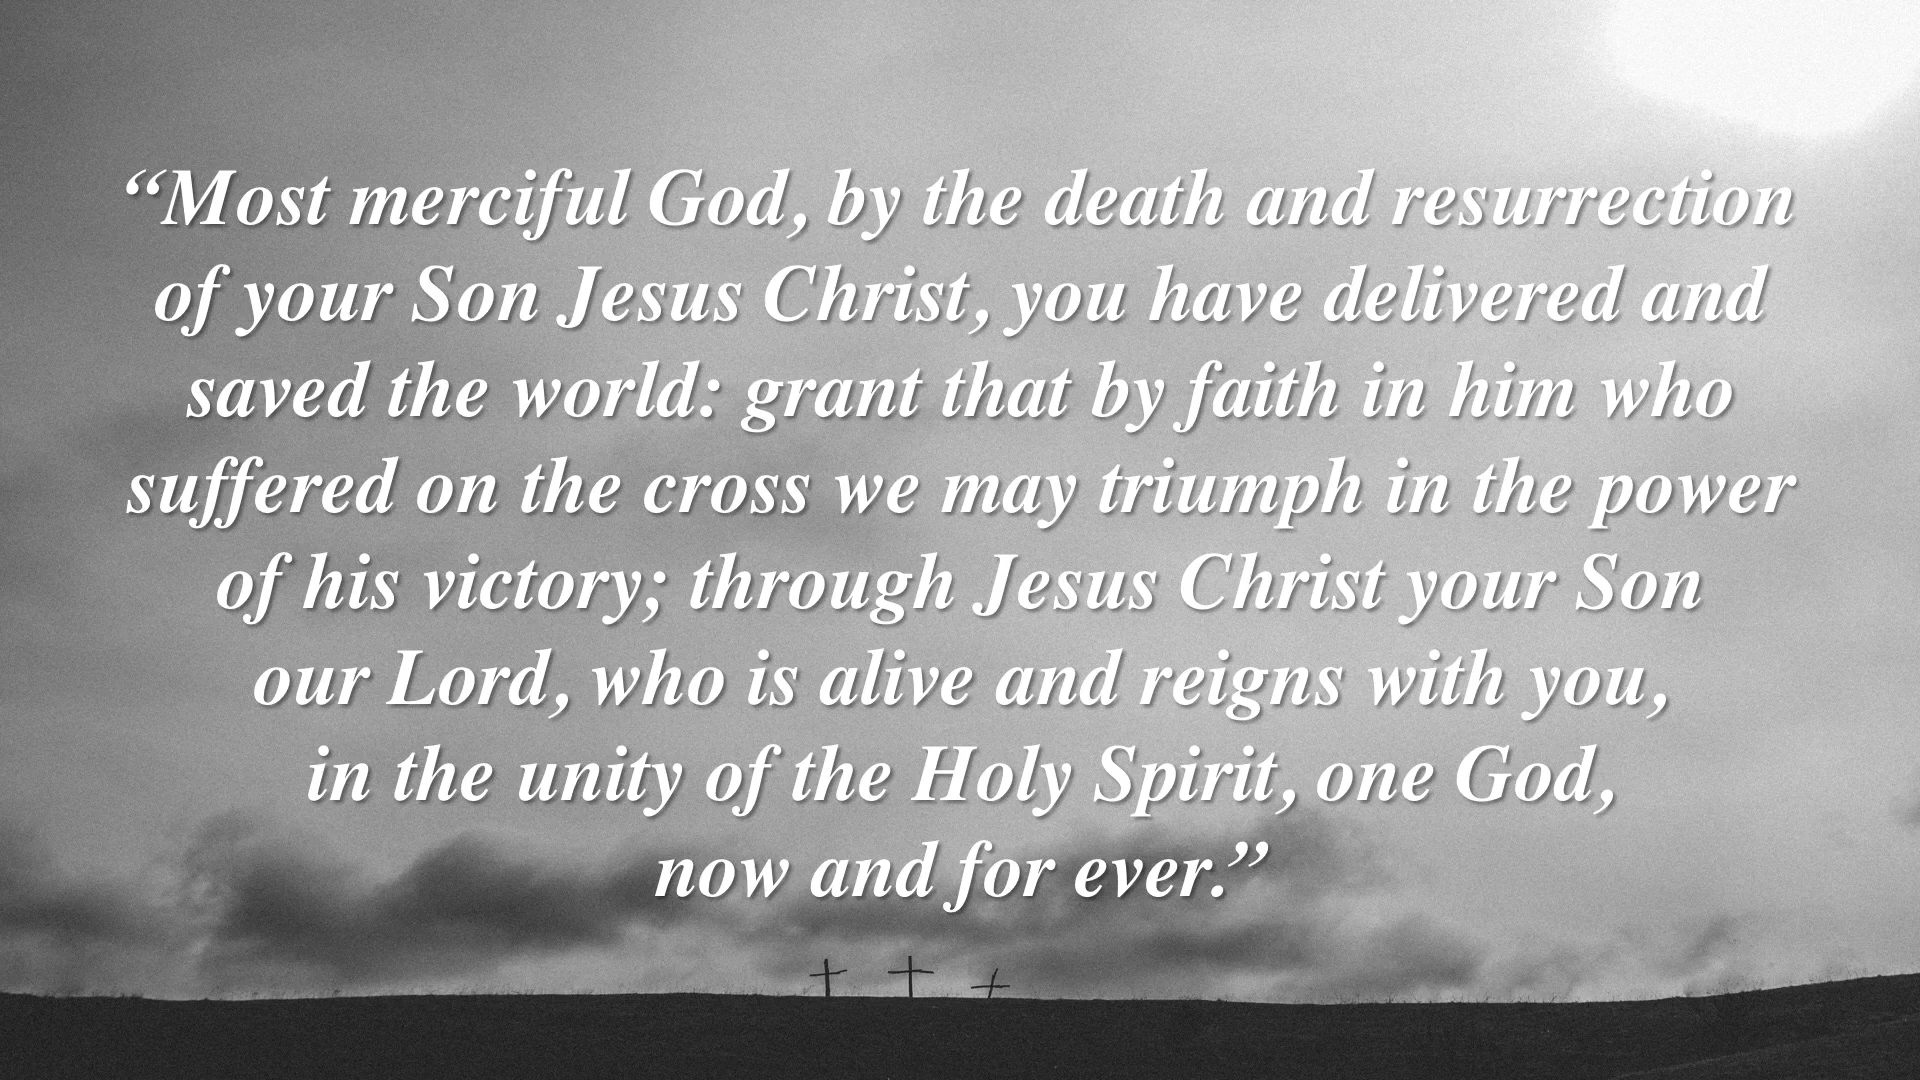 “Most merciful God, by the death and resurrection
of your Son Jesus Christ, you have delivered and
saved the world: grant that by faith in him who
suffered on the cross we may triumph in the power
of his victory; through Jesus Christ your Son
our Lord, who is alive and reigns with you,
in the unity of the Holy Spirit, one God,
now and for ever.”